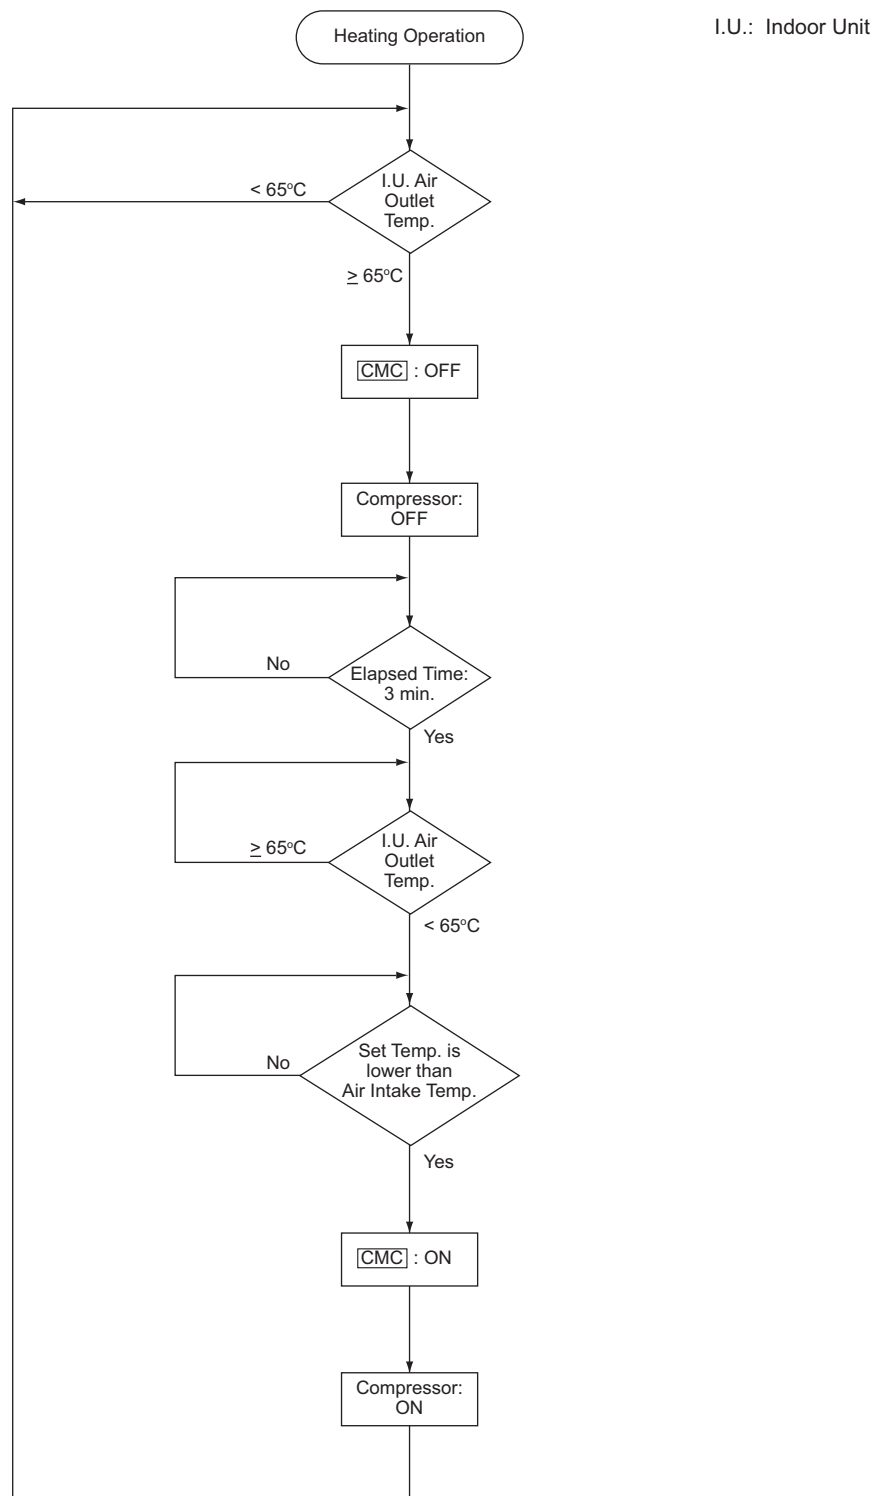 Heating Operation
I.U.: Indoor Unit
< 65°C
I.U. Air
Outlet
Temp.
≥ 65°C
CMC : OFF
Compressor:
OFF
No
Elapsed Time:
3 min.
Yes
≥ 65°C
I.U. Air
Outlet
Temp.
< 65°C
No
Set Temp. is
lower than
Air Intake Temp.
Yes
CMC : ON
Compressor:
ON